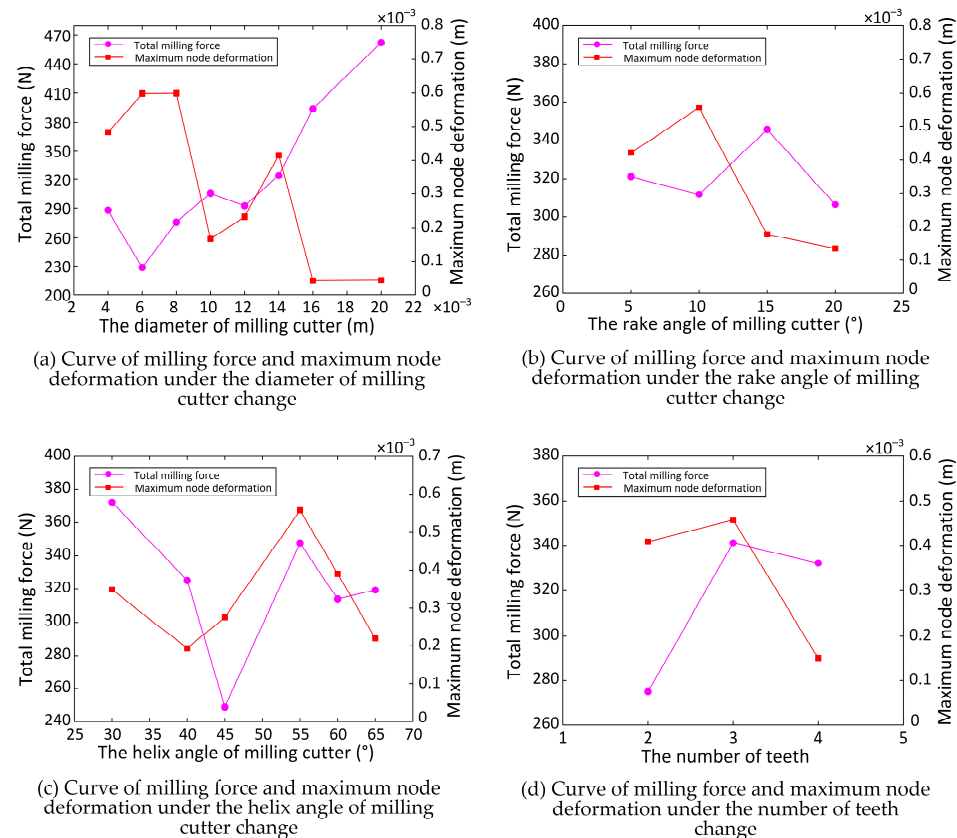 ×10⁻³
Total milling force (N)
470
440
410
380
350
320
290
260
230
200
Total milling force
Maximum node deformation
0.8
0.7
0.6
0.5
0.4
0.3
0.2
0.1
0
Maximum node deformation (m)
2 4 6 8 10 12 14 16 18 20 22
×10⁻³
The diameter of milling cutter (m)
(a) Curve of milling force and maximum node
deformation under the diameter of milling
cutter change
×10⁻³
Total milling force (N)
400
380
360
340
320
300
280
260
Total milling force
Maximum node deformation
0.8
0.7
0.6
0.5
0.4
0.3
0.2
0.1
0
Maximum node deformation (m)
0 5 10 15 20 25
The rake angle of milling cutter (°)
(b) Curve of milling force and maximum node
deformation under the rake angle of milling
cutter change
×10⁻³
Total milling force (N)
400
380
360
340
320
300
280
260
240
Total milling force
Maximum node deformation
0.7
0.6
0.5
0.4
0.3
0.2
0.1
0
Maximum node deformation (m)
25 30 35 40 45 50 55 60 65 70
The helix angle of milling cutter (°)
(c) Curve of milling force and maximum node
deformation under the helix angle of milling
cutter change
×10⁻³
Total milling force (N)
380
360
340
320
300
280
260
Total milling force
Maximum node deformation
0.6
0.5
0.4
0.3
0.2
0.1
0
Maximum node deformation (m)
1 2 3 4 5
The number of teeth
(d) Curve of milling force and maximum node
deformation under the number of teeth
change